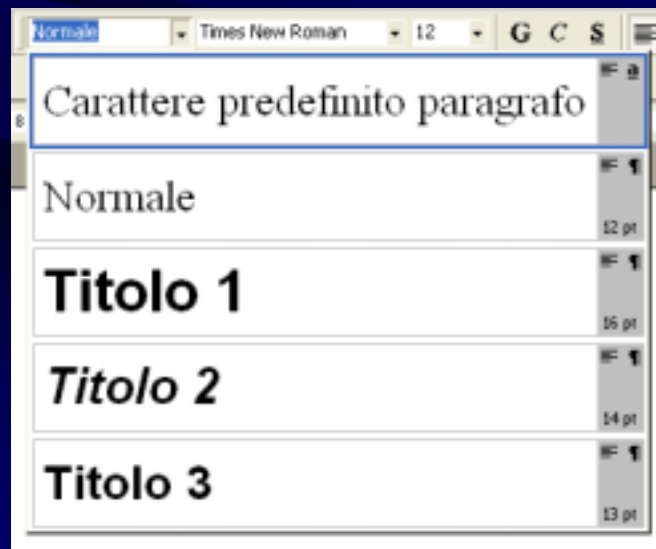 Normale Times New Roman 12 G C S
8
Carattere predefinito paragrafo a
Normale ¶
12 pt
Titolo 1 ¶
16 pt
Titolo 2 ¶
14 pt
Titolo 3 ¶
13 pt